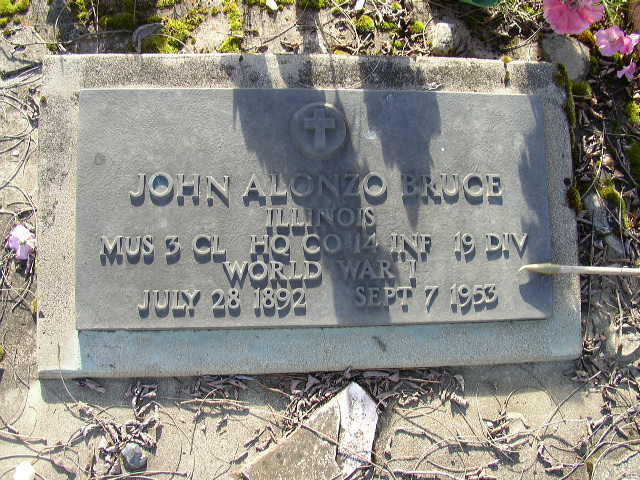 JOHN ALONZO BRUCE
ILLINOIS
MUS 3 CL HQ CO 14 INF 19 DIV
WORLD WAR I
JULY 28 1892 SEPT 7 1953